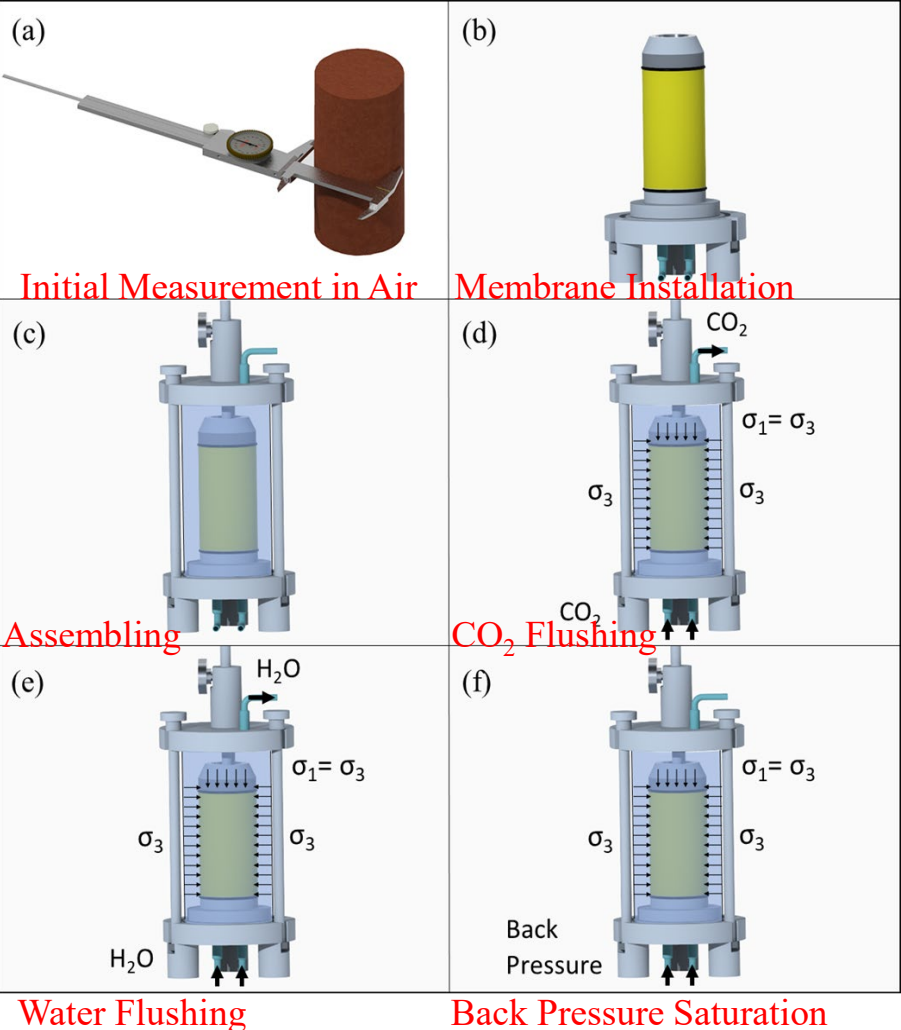 (a)
Initial Measurement in Air
(b)
Membrane Installation
(c)
Assembling
(d)
CO₂
σ₁= σ₃
σ₃
σ₃
CO₂
CO₂ Flushing
(e)
H₂O
σ₁= σ₃
σ₃
σ₃
H₂O
Water Flushing
(f)
σ₁= σ₃
σ₃
σ₃
Back
Pressure
Back Pressure Saturation